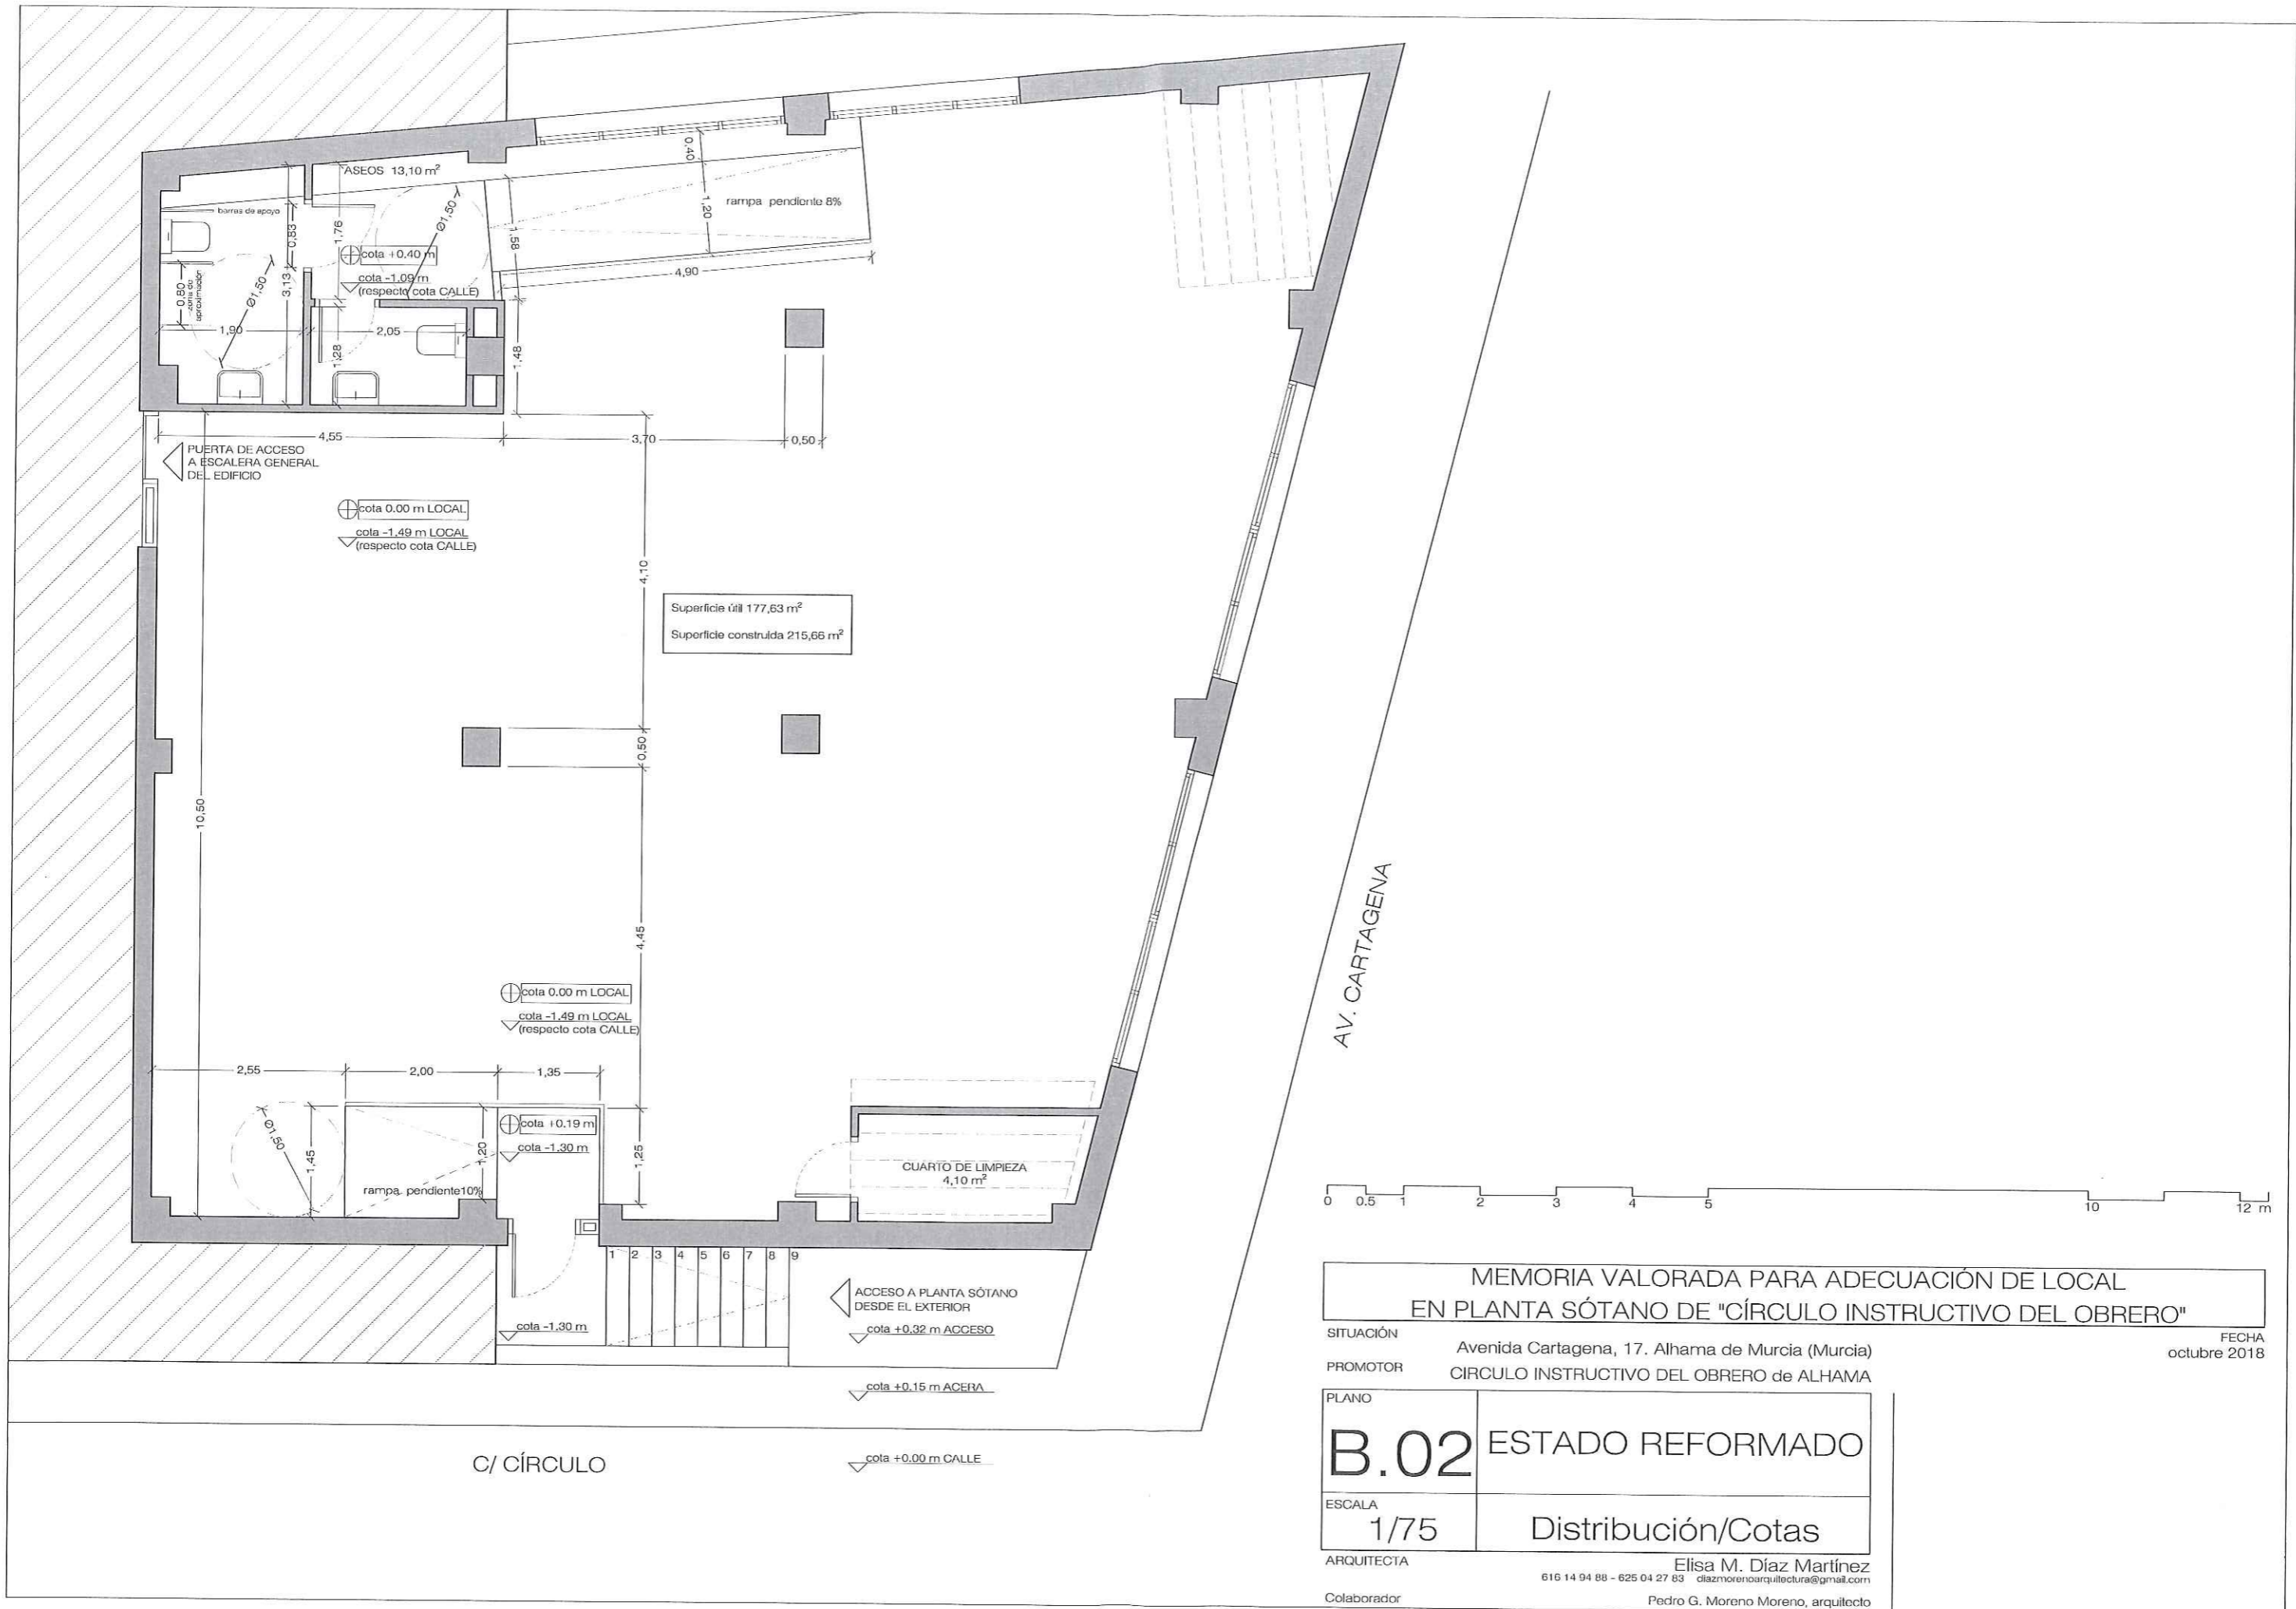 ASEOS 13,10 m²
barras de apoyo
0,83
1,76
Ø1,50
1,58
0,40
1,20
rampa pendiente 8%
4,90
cota +0,40 m
cota -1.09 m
(respecto cota CALLE)
0,80
zona de
aproximación
Ø1,50
3,13
1,90
2,05
1,28
1,48
4,55
3,70
0,50
PUERTA DE ACCESO
A ESCALERA GENERAL
DEL EDIFICIO
cota 0.00 m LOCAL
cota -1,49 m LOCAL
(respecto cota CALLE)
4,10
Superficie útil 177,63 m²
Superficie construida 215,66 m²
0,50
10,50
4,45
AV. CARTAGENA
cota 0.00 m LOCAL
cota -1,49 m LOCAL
(respecto cota CALLE)
2,55
2,00
1,35
Ø1,50
1,45
1,20
cota +0.19 m
cota -1,30 m
1,25
rampa pendiente10%
CUARTO DE LIMPIEZA
4,10 m²
1 2 3 4 5 6 7 8 9
ACCESO A PLANTA SÓTANO
DESDE EL EXTERIOR
cota +0,32 m ACCESO
cota -1,30 m
cota +0,15 m ACERA
C/ CÍRCULO
cota +0.00 m CALLE
0 0.5 1 2 3 4 5 10 12 m
MEMORIA VALORADA PARA ADECUACIÓN DE LOCAL
EN PLANTA SÓTANO DE "CÍRCULO INSTRUCTIVO DEL OBRERO"
SITUACIÓN
Avenida Cartagena, 17. Alhama de Murcia (Murcia)
FECHA
octubre 2018
PROMOTOR
CIRCULO INSTRUCTIVO DEL OBRERO de ALHAMA
PLANO
B.02
ESTADO REFORMADO
ESCALA
1/75
Distribución/Cotas
ARQUITECTA
Elisa M. Díaz Martínez
616 14 94 88 - 625 04 27 83 diazmorenoarquitectura@gmail.com
Colaborador
Pedro G. Moreno Moreno, arquitecto